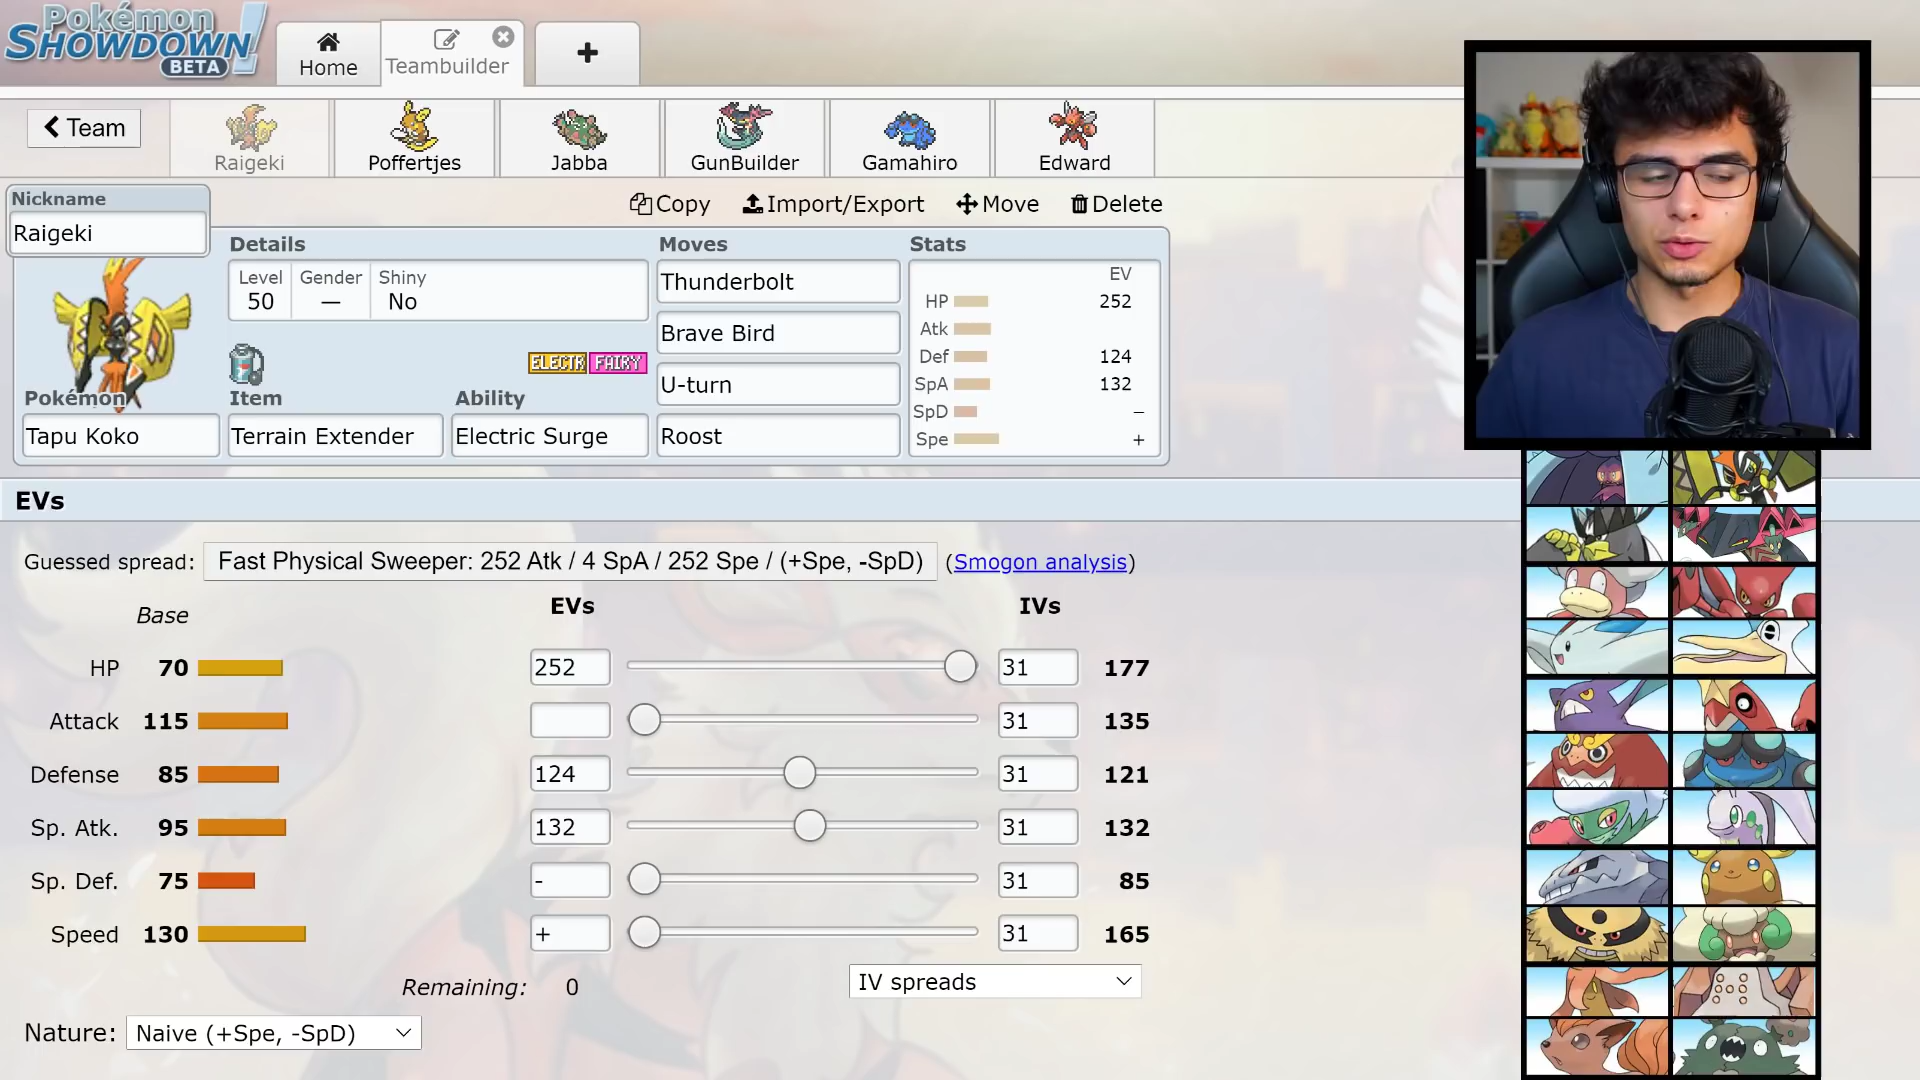 Pokémon
SHOWDOWN!
BETA
Home
Teambuilder
+
Team
Raigeki
Poffertjes
Jabba
GunBuilder
Gamahiro
Edward
Nickname
Raigeki
Copy
Import/Export
Move
Delete
Details
Moves
Stats
Level
50
Gender
—
Shiny
No
Thunderbolt
Brave Bird
U-turn
Roost
EV
HP 252
Atk
Def 124
SpA 132
SpD −
Spe +
ELECTR FAIRY
Pokémon
Item
Ability
Tapu Koko
Terrain Extender
Electric Surge
EVs
Guessed spread: Fast Physical Sweeper: 252 Atk / 4 SpA / 252 Spe / (+Spe, -SpD) (Smogon analysis)
Base EVs IVs
HP 70 252 31 177
Attack 115 31 135
Defense 85 124 31 121
Sp. Atk. 95 132 31 132
Sp. Def. 75 - 31 85
Speed 130 + 31 165
Remaining: 0
IV spreads
Nature: Naive (+Spe, -SpD)